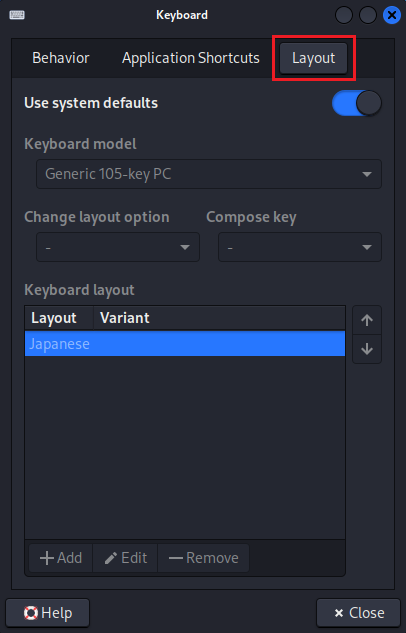 Keyboard
Behavior Application Shortcuts Layout
Use system defaults
Keyboard model
Generic 105-key PC
Change layout option Compose key
- -
Keyboard layout
Layout Variant
Japanese
Add Edit Remove
Help Close